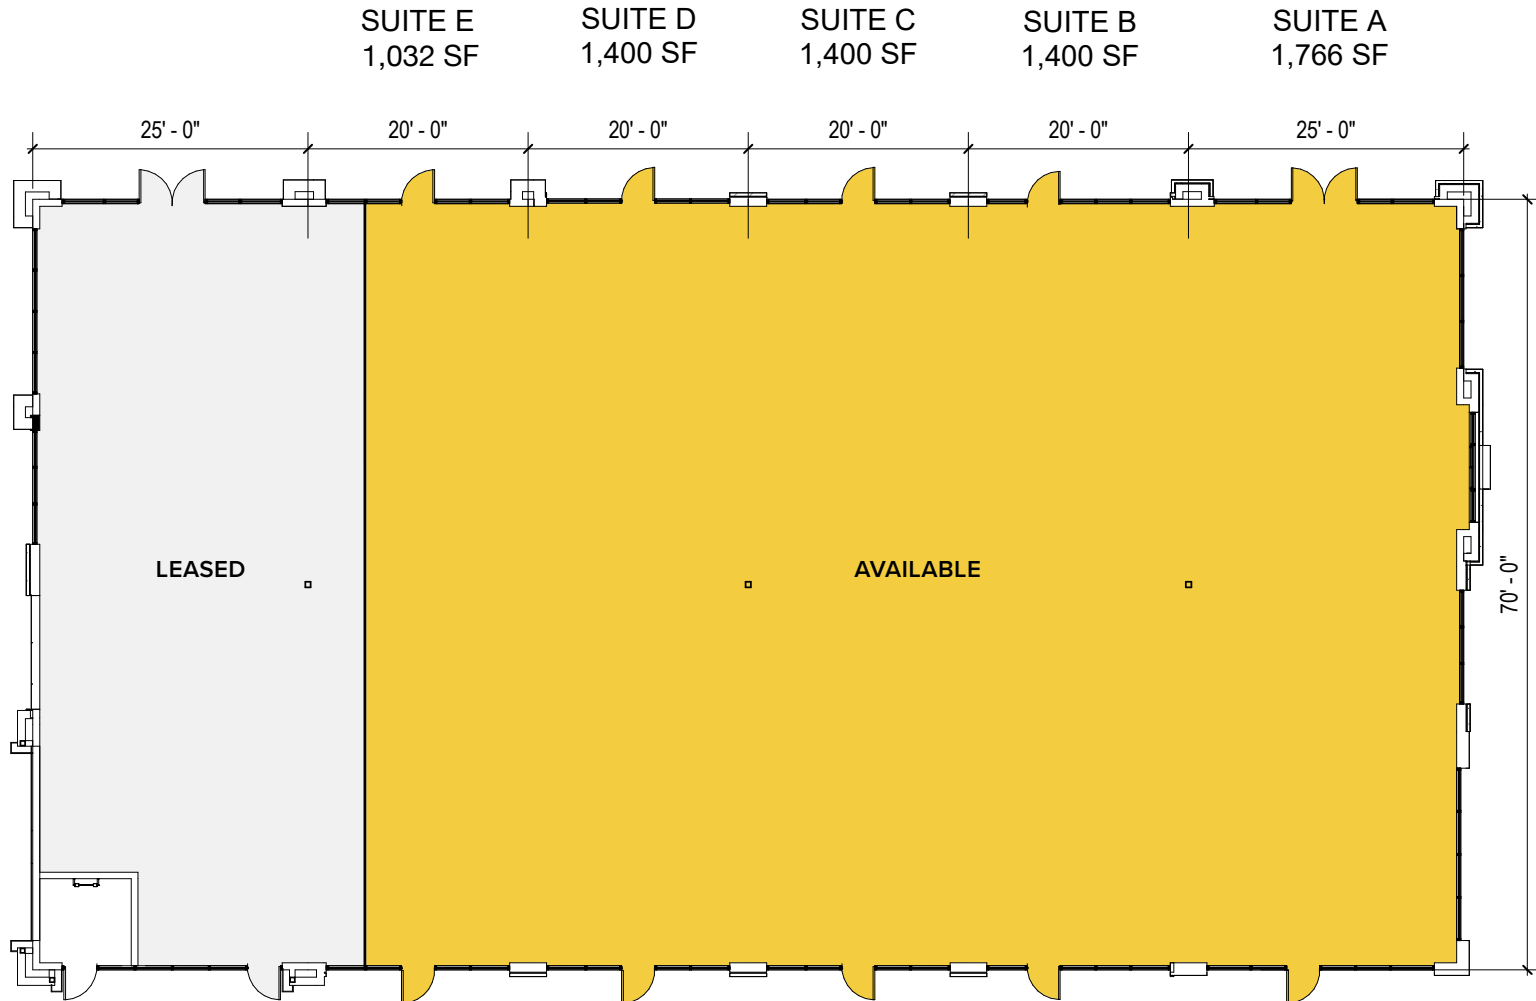 SUITE E
1,032 SF
SUITE D
1,400 SF
SUITE C
1,400 SF
SUITE B
1,400 SF
SUITE A
1,766 SF
25' - 0"
20' - 0"
20' - 0"
20' - 0"
20' - 0"
25' - 0"
LEASED
AVAILABLE
70' - 0"